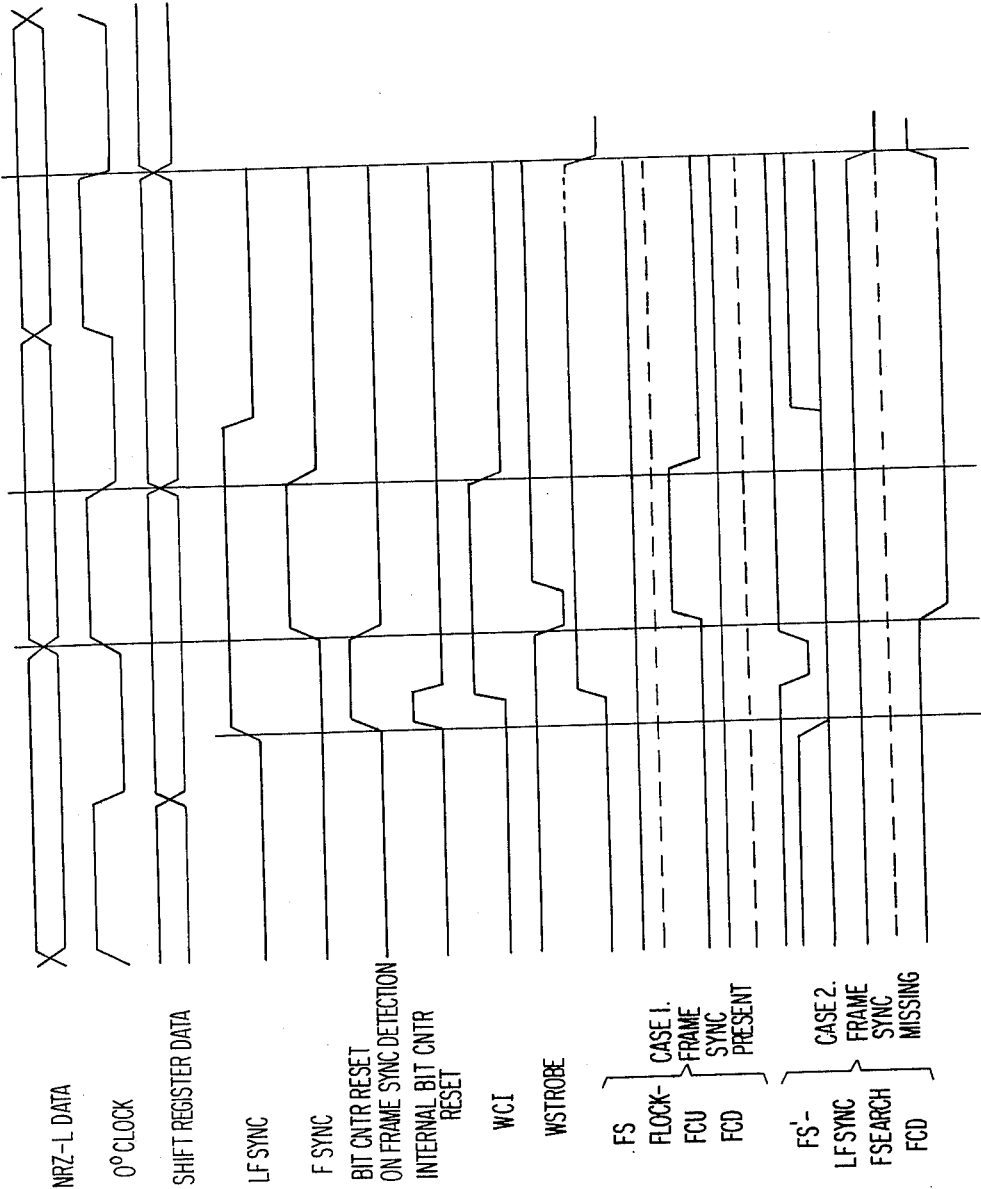 NRZ-L DATA
0° CLOCK
SHIFT REGISTER DATA
LF SYNC
F SYNC
BIT CNTR RESET
ON FRAME SYNC DETECTION
INTERNAL BIT CNTR
RESET
WCI
WSTROBE
FS
FLOCK-
FCU
FCD
CASE 1.
FRAME
SYNC
PRESENT
FS'
LF SYNC
FSEARCH
FCD
CASE 2.
FRAME
SYNC
MISSING